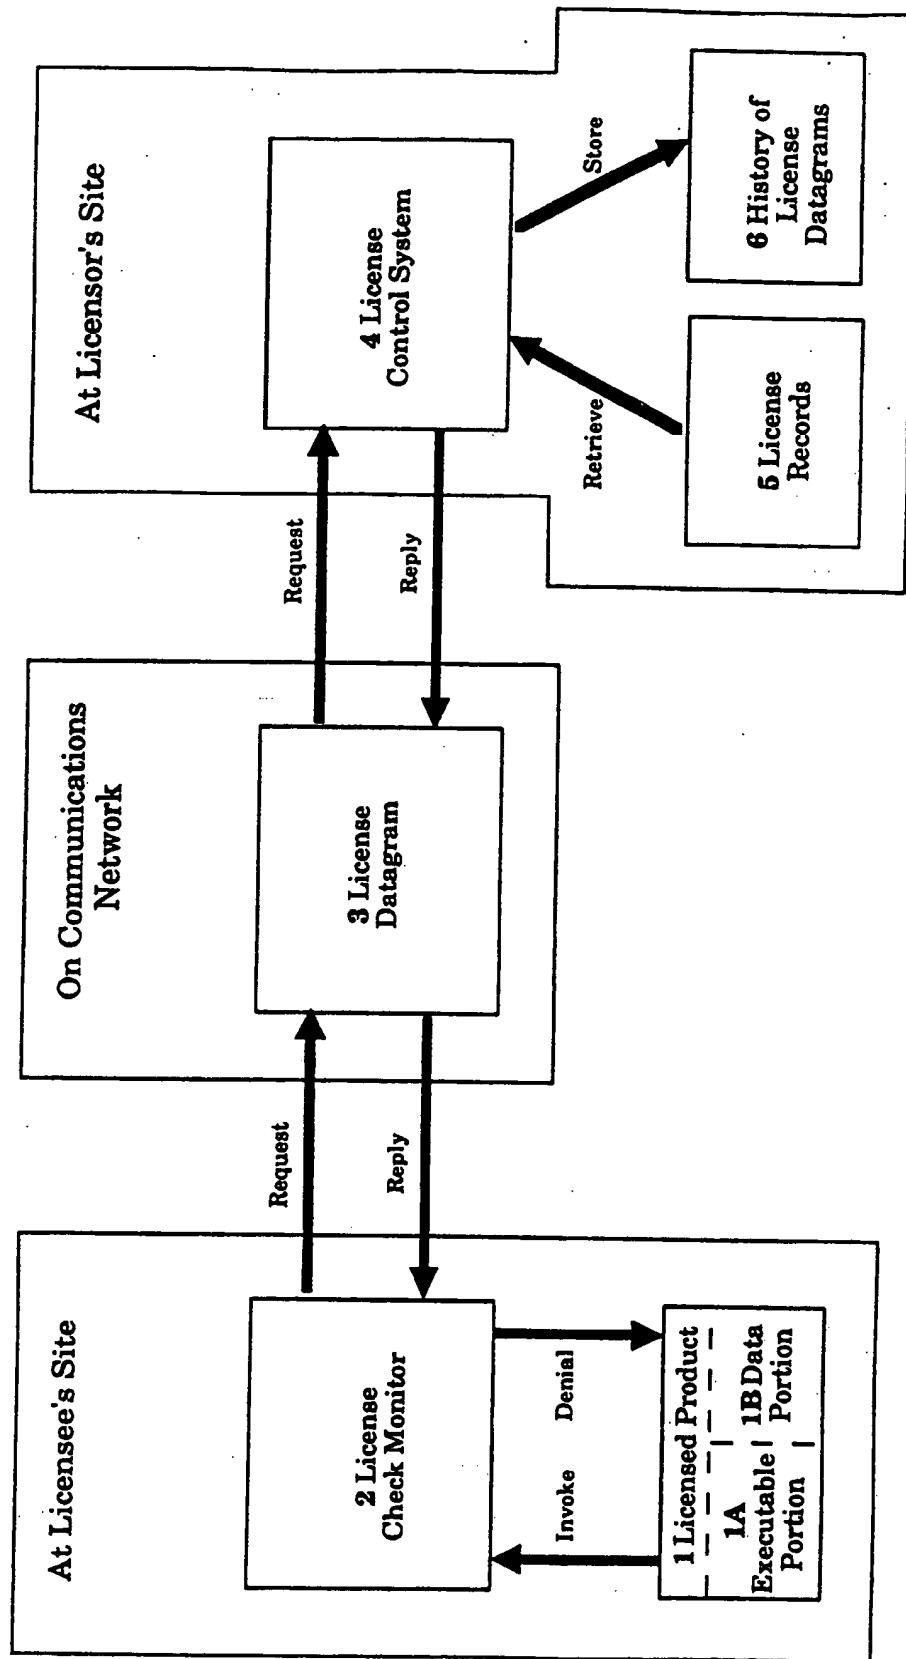 At Licensee's Site
2 License
Check Monitor
Invoke
Denial
1 Licensed Product
1A
Executable
Portion
1B Data
Portion
Request
Reply
On Communications
Network
3 License
Datagram
Request
Reply
At Licensor's Site
4 License
Control System
Retrieve
Store
5 License
Records
6 History of
License
Datagrams